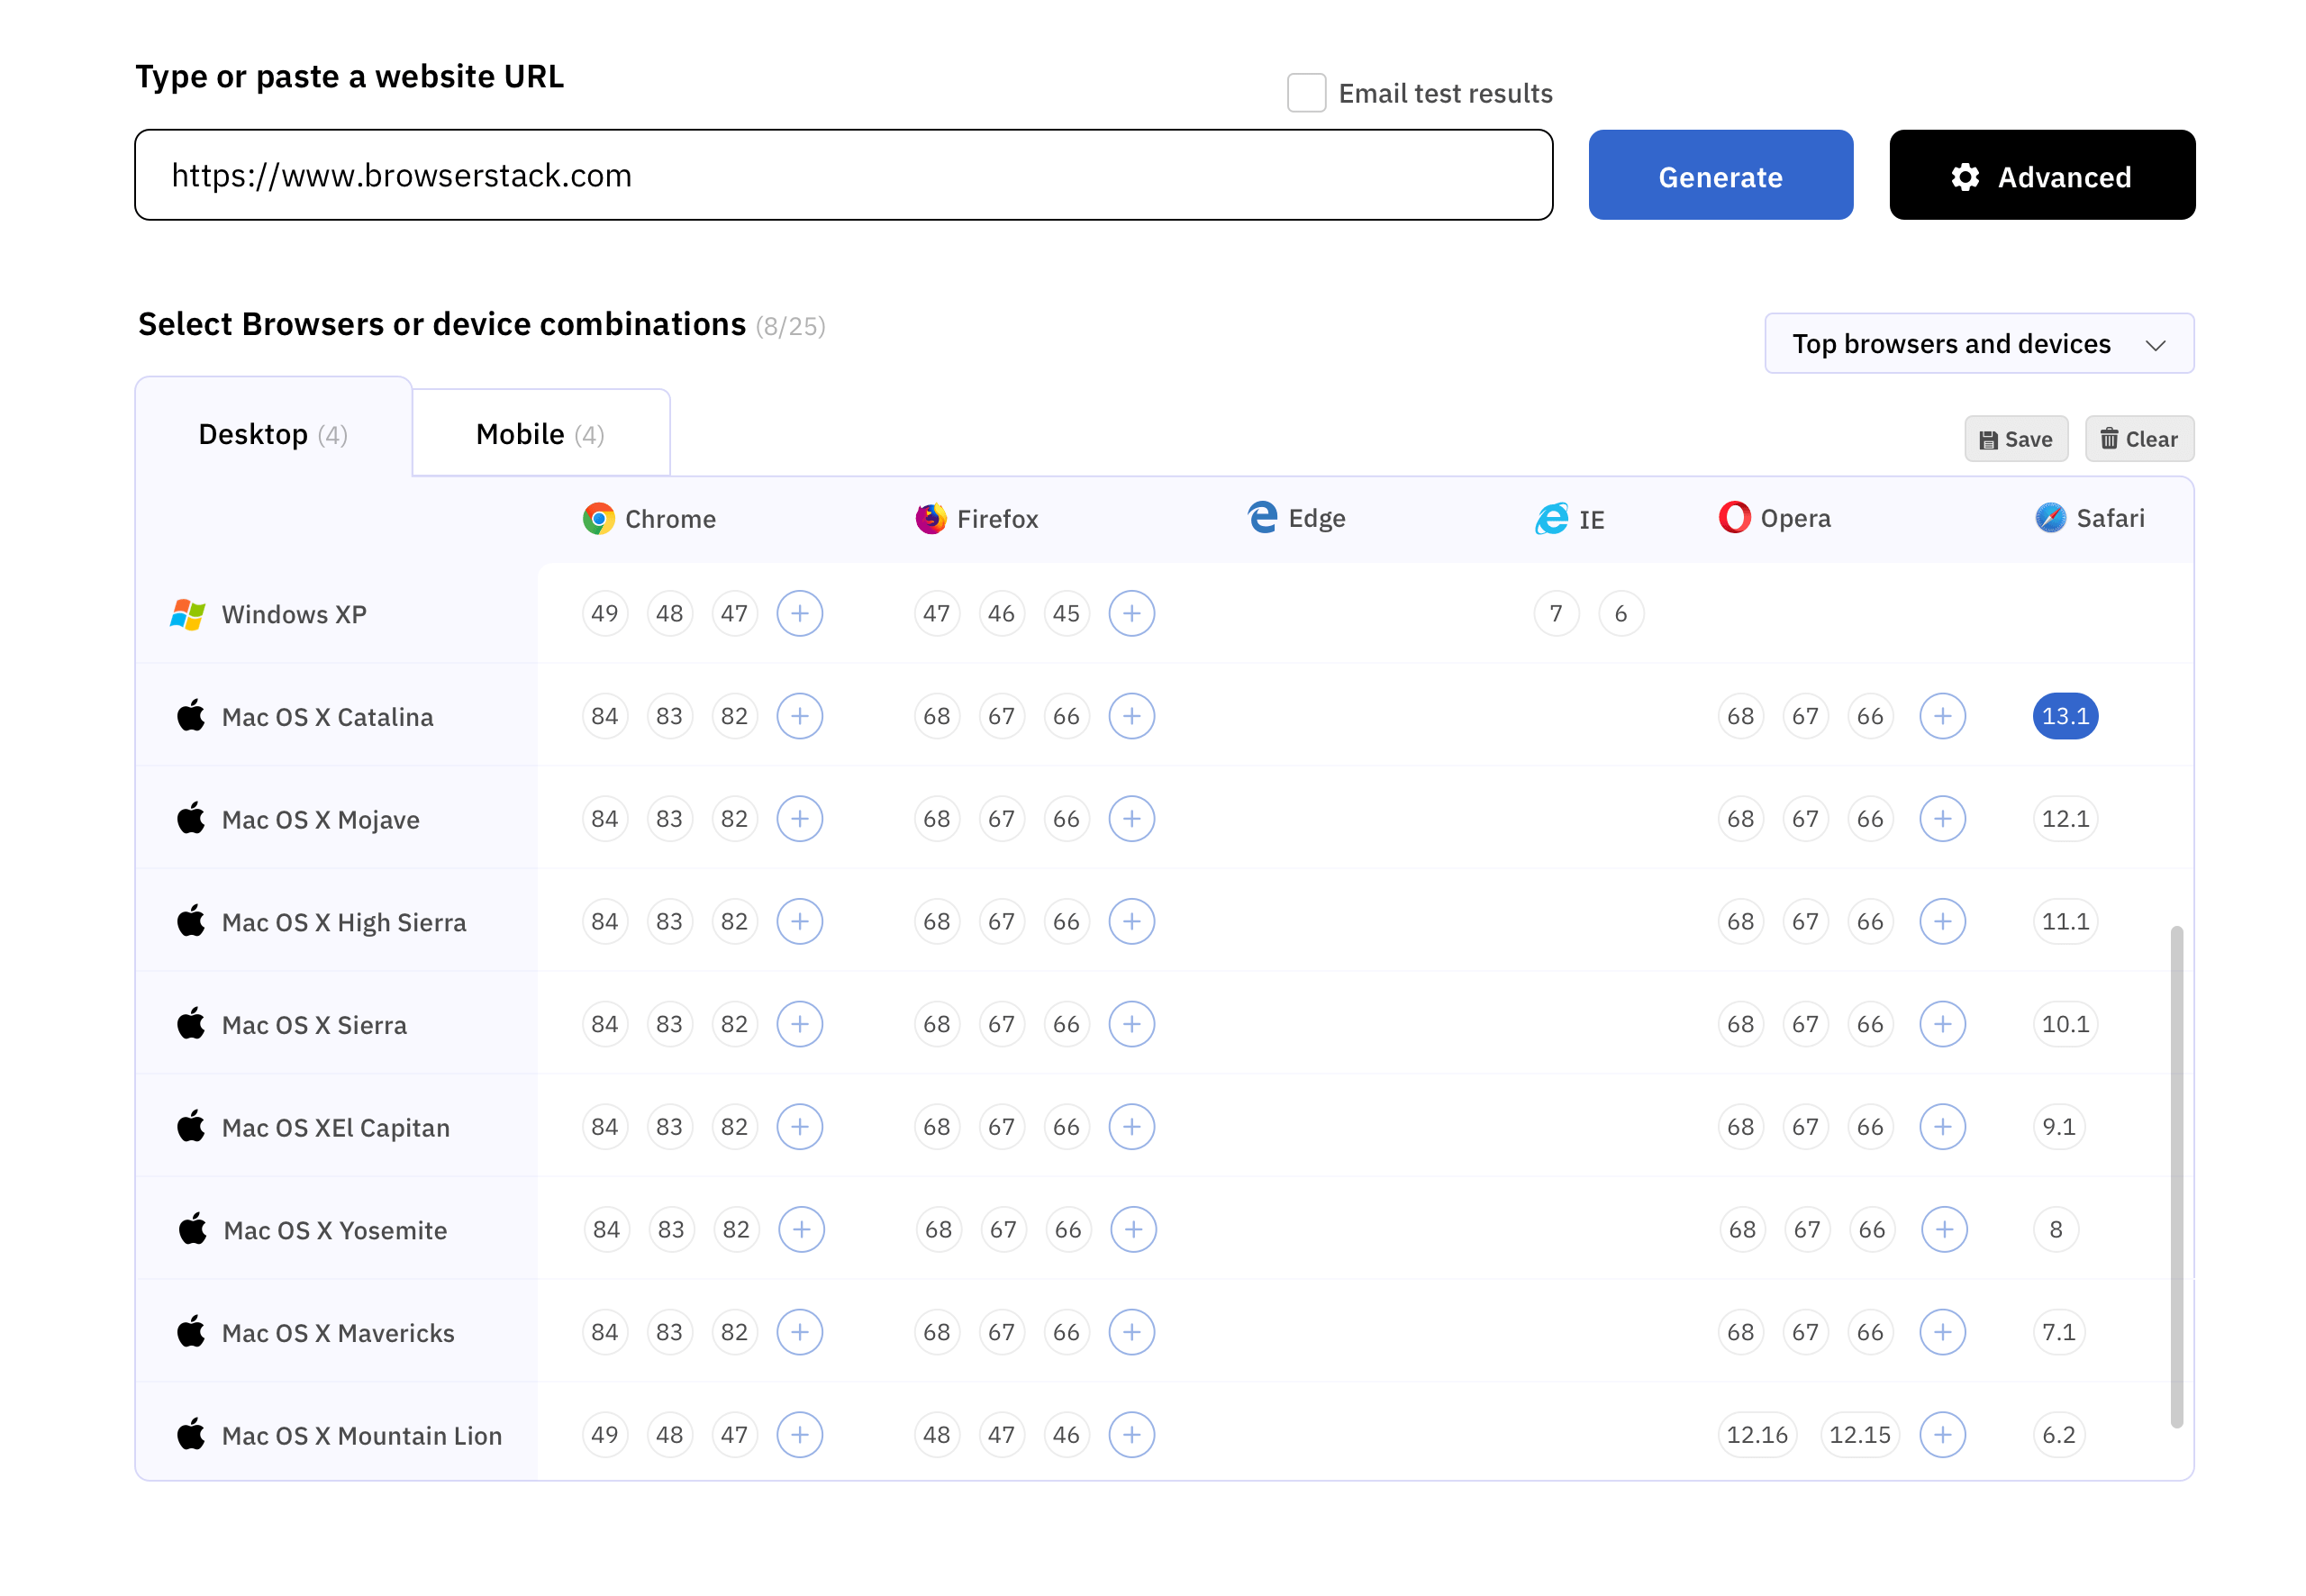 Type or paste a website URL
Email test results
https://www.browserstack.com
Generate
Advanced
Select Browsers or device combinations (8/25)
Top browsers and devices
Desktop (4)
Mobile (4)
Save
Clear
Chrome Firefox Edge IE Opera Safari
Windows XP 49 48 47 + 47 46 45 + 7 6
Mac OS X Catalina 84 83 82 + 68 67 66 + 68 67 66 + 13.1
Mac OS X Mojave 84 83 82 + 68 67 66 + 68 67 66 + 12.1
Mac OS X High Sierra 84 83 82 + 68 67 66 + 68 67 66 + 11.1
Mac OS X Sierra 84 83 82 + 68 67 66 + 68 67 66 + 10.1
Mac OS XEl Capitan 84 83 82 + 68 67 66 + 68 67 66 + 9.1
Mac OS X Yosemite 84 83 82 + 68 67 66 + 68 67 66 + 8
Mac OS X Mavericks 84 83 82 + 68 67 66 + 68 67 66 + 7.1
Mac OS X Mountain Lion 49 48 47 + 48 47 46 + 12.16 12.15 + 6.2